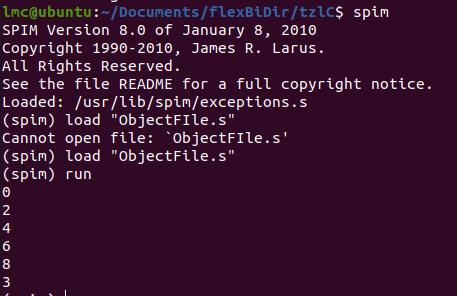 lmc@ubuntu:~/Documents/flexBiDir/tzlC$ spim
SPIM Version 8.0 of January 8, 2010
Copyright 1990-2010, James R. Larus.
All Rights Reserved.
See the file README for a full copyright notice.
Loaded: /usr/lib/spim/exceptions.s
(spim) load "ObjectFIle.s"
Cannot open file: `ObjectFIle.s'
(spim) load "ObjectFile.s"
(spim) run
0
2
4
6
8
3
(spim)